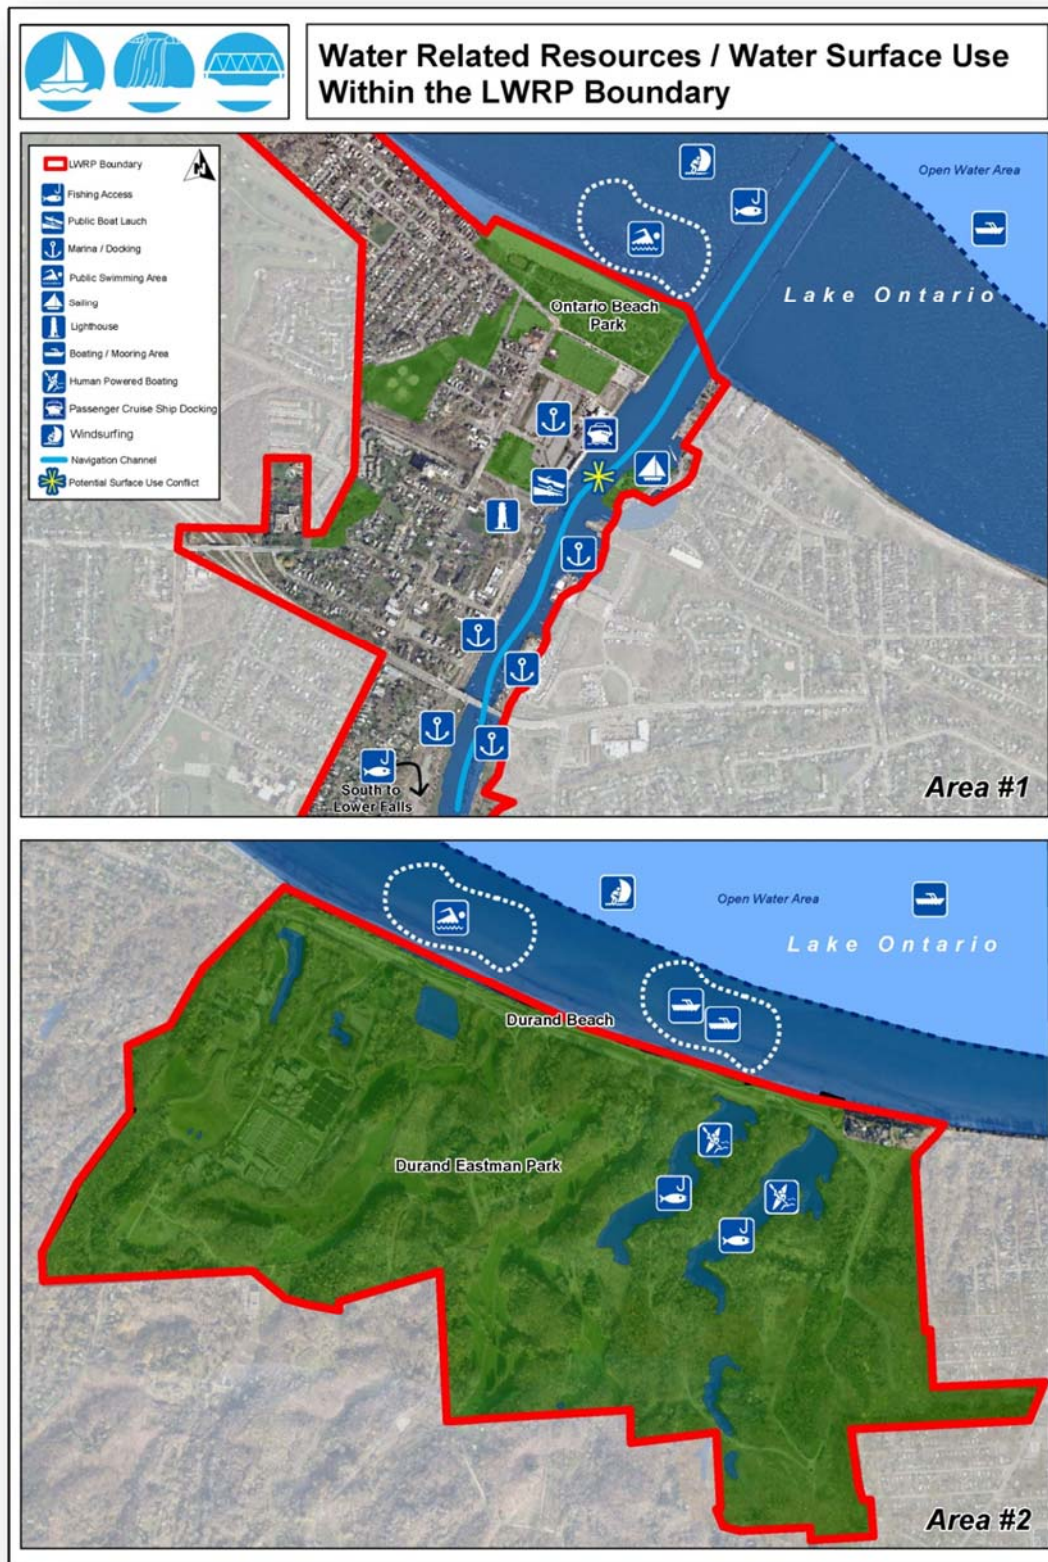 Water Related Resources / Water Surface Use
Within the LWRP Boundary
LWRP Boundary
Fishing Access
Public Boat Lauch
Marina / Docking
Public Swimming Area
Sailing
Lighthouse
Boating / Mooring Area
Human Powered Boating
Passenger Cruise Ship Docking
Windsurfing
Navigation Channel
Potential Surface Use Conflict
N
Open Water Area
Lake Ontario
Ontario Beach
Park
South to
Lower Falls
Area #1
Open Water Area
Lake Ontario
Durand Beach
Durand Eastman Park
Area #2